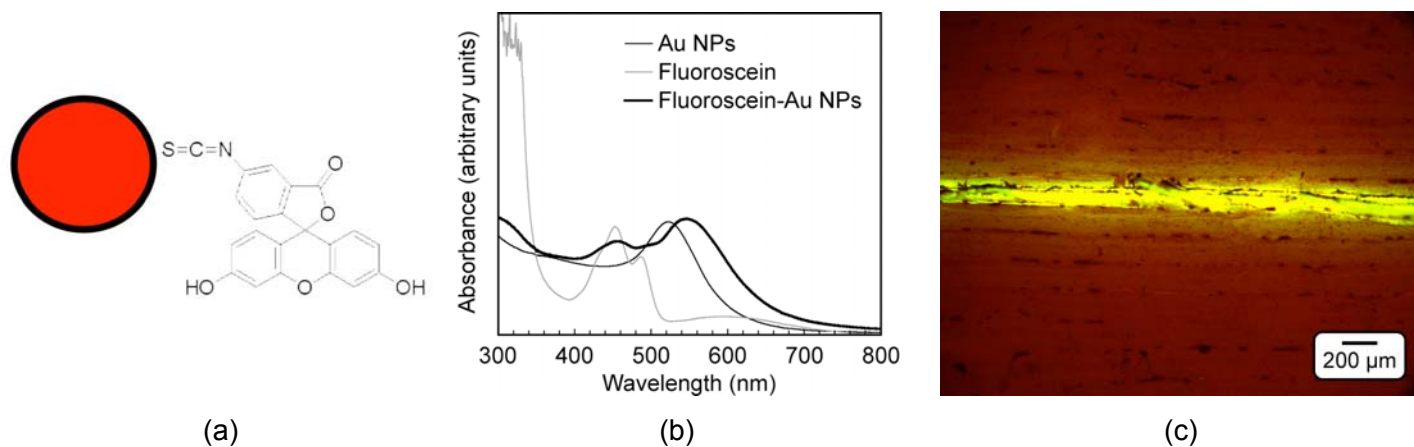 S=C=N
O
O
HO
O
OH
(a)
Absorbance (arbitrary units)
Au NPs
Fluoroscein
Fluoroscein-Au NPs
300 400 500 600 700 800
Wavelength (nm)
(b)
200 µm
(c)